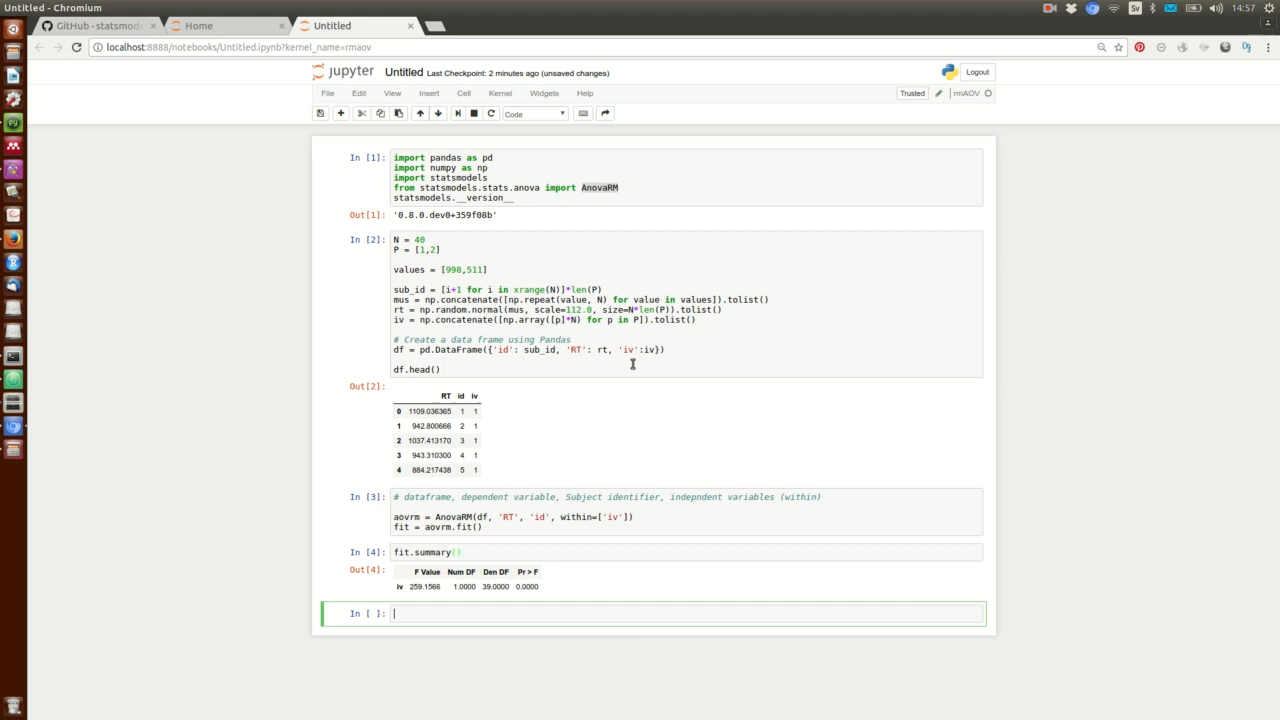 Untitled - Chromium
Sv
14:57
GitHub - statsmode
Home
Untitled
localhost:8888/notebooks/Untitled.ipynb?kernel_name=rmaov
jupyter Untitled Last Checkpoint: 2 minutes ago (unsaved changes)
Logout
File Edit View Insert Cell Kernel Widgets Help
Trusted rmAOV
Code
In [1]: import pandas as pd
import numpy as np
import statsmodels
from statsmodels.stats.anova import AnovaRM
statsmodels.__version__
Out[1]: '0.8.0.dev0+359f08b'
In [2]: N = 40
P = [1,2]
values = [998,511]
sub_id = [i+1 for i in xrange(N)]*len(P)
mus = np.concatenate([np.repeat(value, N) for value in values]).tolist()
rt = np.random.normal(mus, scale=112.0, size=N*len(P)).tolist()
iv = np.concatenate([np.array([p]*N) for p in P]).tolist()
# Create a data frame using Pandas
df = pd.DataFrame({'id': sub_id, 'RT': rt, 'iv':iv})
df.head()
Out[2]:
RT id iv
0 1109.036365 1 1
1 942.800666 2 1
2 1037.413170 3 1
3 943.310300 4 1
4 884.217438 5 1
In [3]: # dataframe, dependent variable, Subject identifier, indepndent variables (within)
aovrm = AnovaRM(df, 'RT', 'id', within=['iv'])
fit = aovrm.fit()
In [4]: fit.summary()
Out[4]:
F Value Num DF Den DF Pr > F
iv 259.1566 1.0000 39.0000 0.0000
In [ ]: